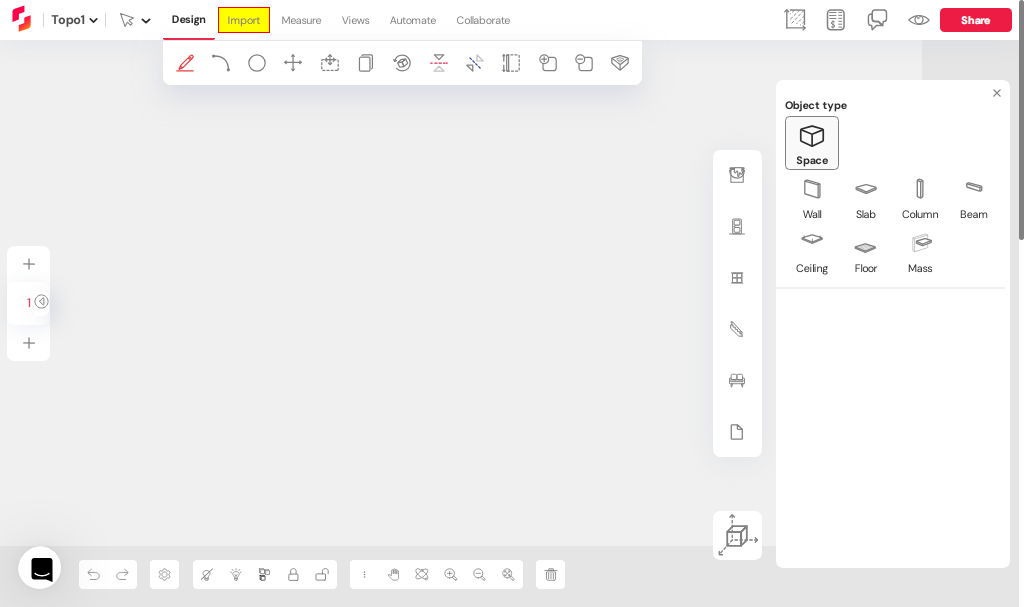 Topo1
Design
Import
Measure
Views
Automate
Collaborate
Share
Object type
Space
Wall
Slab
Column
Beam
Ceiling
Floor
Mass
1